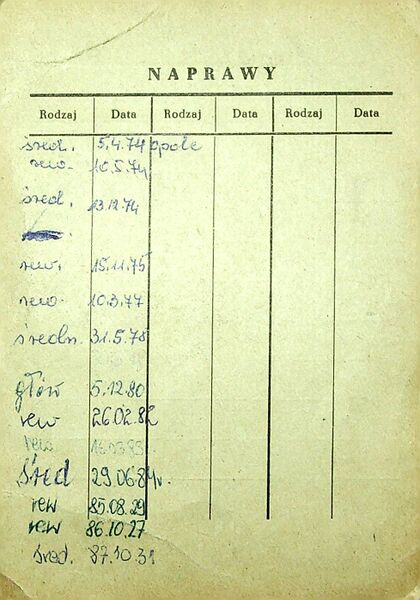 NAPRAWY
Rodzaj Data Rodzaj Data Rodzaj Data
śred. 5.4.74 opole
rew. 10.5.74
śred. 13.12.74
rew. 15.11.75
rew. 10.3.77
średn. 31.5.78
głów 5.12.80
rew 26.02.82
rew 16.03.83
śred 29.06.84r.
rew 85.08.29
rew 86.10.27
śred. 87.10.31